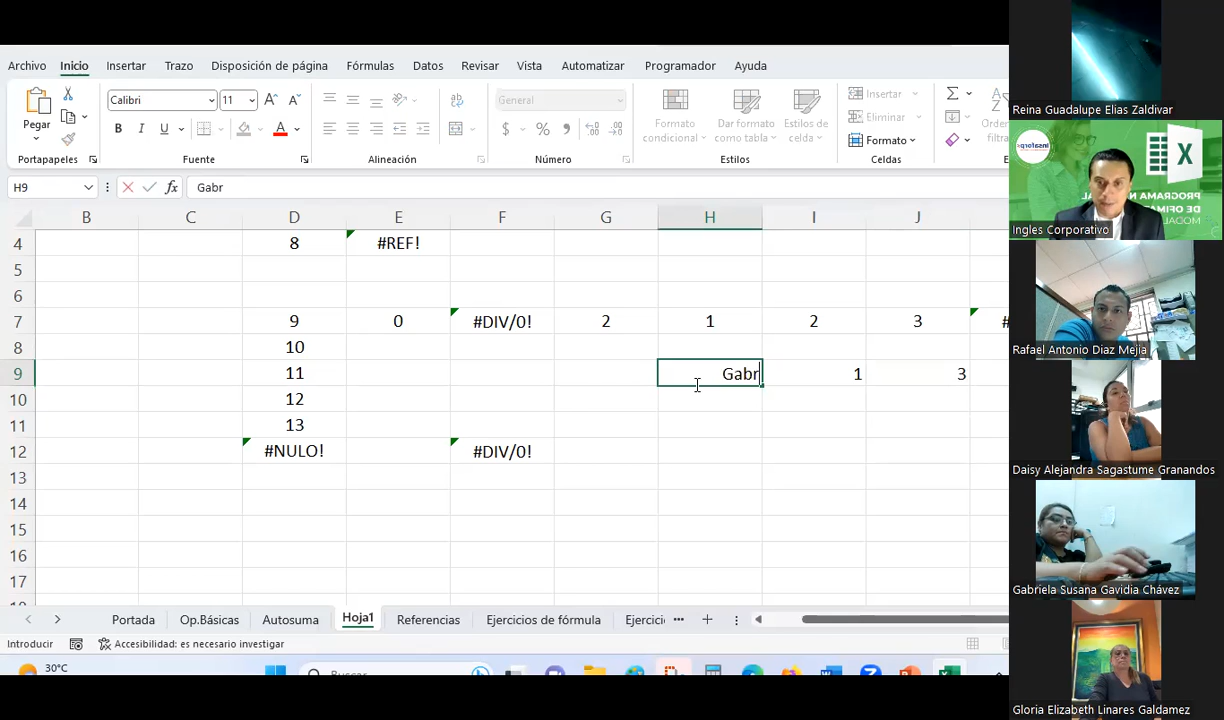 Archivo Inicio Insertar Trazo Disposición de página Fórmulas Datos Revisar Vista Automatizar Programador Ayuda
Pegar
Calibri 11
General
Formato condicional
Dar formato como tabla
Estilos de celda
Insertar
Eliminar
Formato
Portapapeles Fuente Alineación Número Estilos Celdas
H9 fx Gabr
B C D E F G H I J
4 8 #REF!
5
6
7 9 0 #DIV/0! 2 1 2 3 #
8 10
9 11 Gabr 1 3
10 12
11 13
12 #NULO! #DIV/0!
13
14
15
16
17
Portada Op.Básicas Autosuma Hoja1 Referencias Ejercicios de fórmula Ejercici
Introducir Accesibilidad: es necesario investigar
30°C Buscar
Reina Guadalupe Elias Zaldivar
Ingles Corporativo
Rafael Antonio Diaz Mejia
Daisy Alejandra Sagastume Granandos
Gabriela Susana Gavidia Chávez
Gloria Elizabeth Linares Galdamez